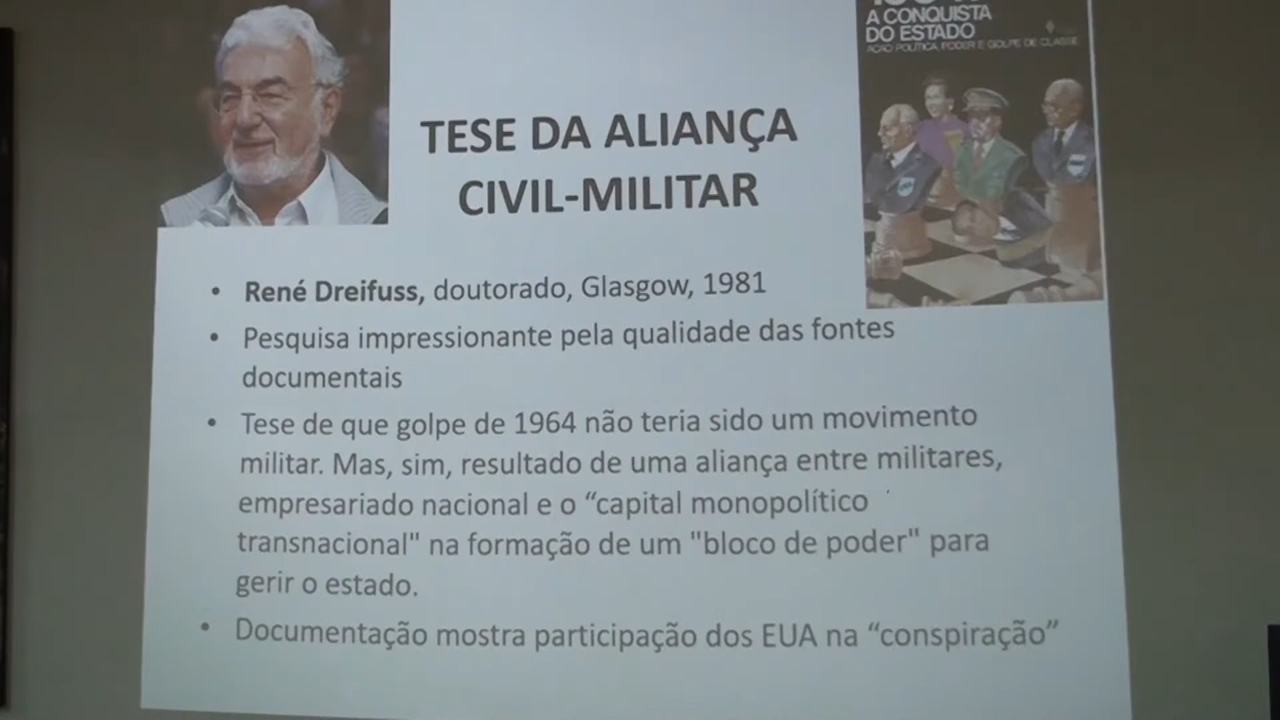 A CONQUISTA
DO ESTADO
AÇÃO POLÍTICA, PODER E GOLPE DE CLASSE
TESE DA ALIANÇA
CIVIL-MILITAR
• René Dreifuss, doutorado, Glasgow, 1981
• Pesquisa impressionante pela qualidade das fontes
documentais
• Tese de que golpe de 1964 não teria sido um movimento
militar. Mas, sim, resultado de uma aliança entre militares,
empresariado nacional e o “capital monopolítico
transnacional" na formação de um "bloco de poder" para
gerir o estado.
• Documentação mostra participação dos EUA na “conspiração”